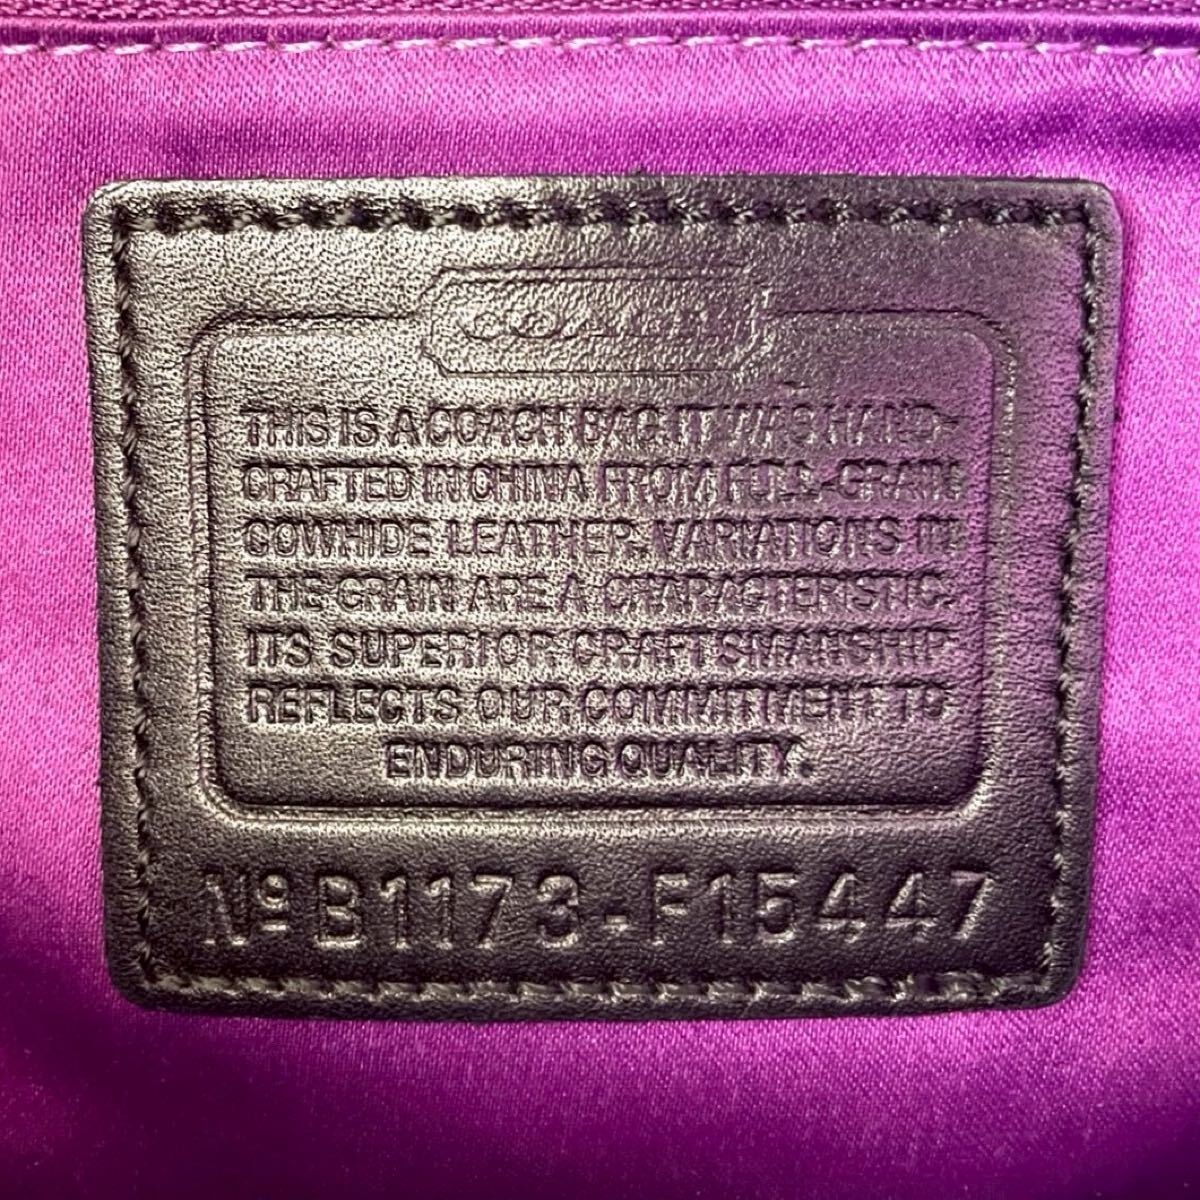 COACH
THIS IS A COACH BAG. IT WAS HAND-
CRAFTED IN CHINA FROM FULL-GRAIN
COWHIDE LEATHER. VARIATIONS IN
THE GRAIN ARE A CHARACTERISTIC.
ITS SUPERIOR CRAFTSMANSHIP
REFLECTS OUR COMMITMENT TO
ENDURING QUALITY.
Nº B1173-F15447